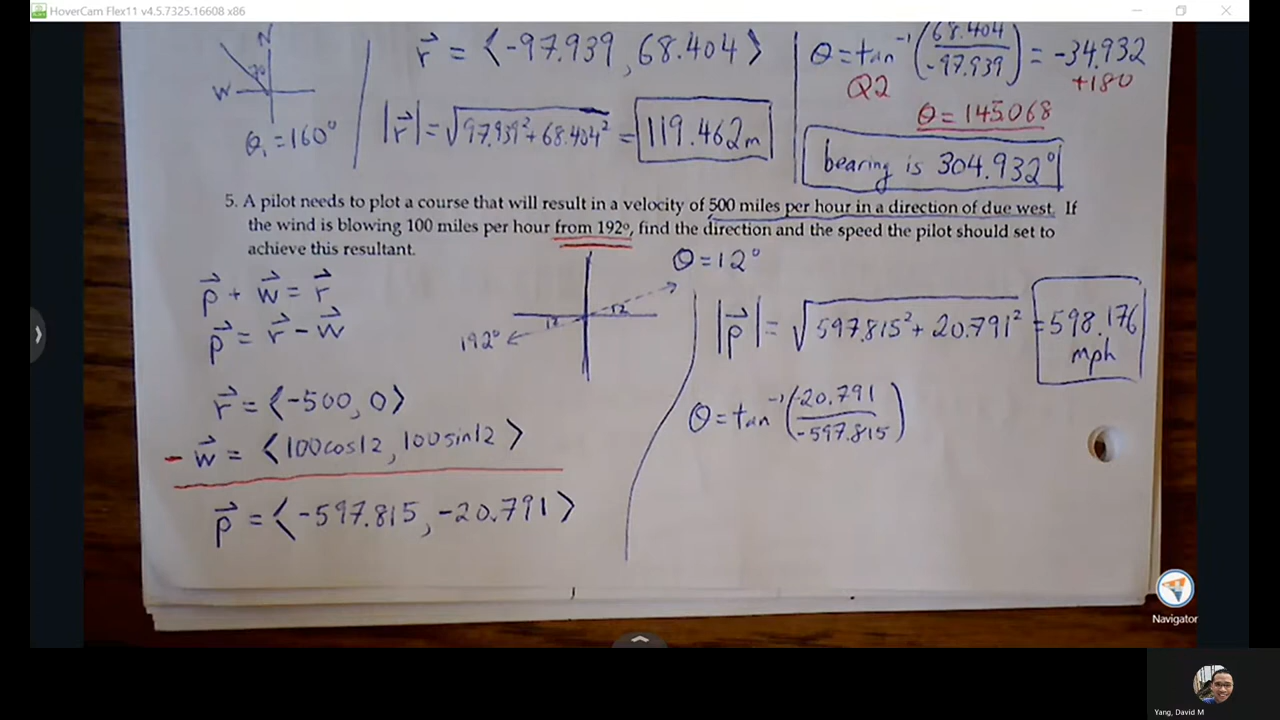 HoverCam Flex11 v4.5.7325.16608 x86
N
W
70°
θ₁ = 160°
r⃗ = ⟨-97.939, 68.404⟩
|r⃗| = √97.939² + 68.404² = 119.462m
θ = tan⁻¹(68.404/-97.939) = -34.932
Q2
+180
θ = 145.068
bearing is 304.932°
5. A pilot needs to plot a course that will result in a velocity of 500 miles per hour in a direction of due west. If
the wind is blowing 100 miles per hour from 192º, find the direction and the speed the pilot should set to
achieve this resultant.
p⃗ + w⃗ = r⃗
p⃗ = r⃗ - w⃗
θ = 12°
12
12
192°
r⃗ = ⟨-500, 0⟩
- w⃗ = ⟨100cos12, 100sin12⟩
p⃗ = ⟨-597.815, -20.791⟩
|p⃗| = √597.815² + 20.791² = 598.176
mph
θ = tan⁻¹(-20.791/-597.815)
Navigator
Yang, David M